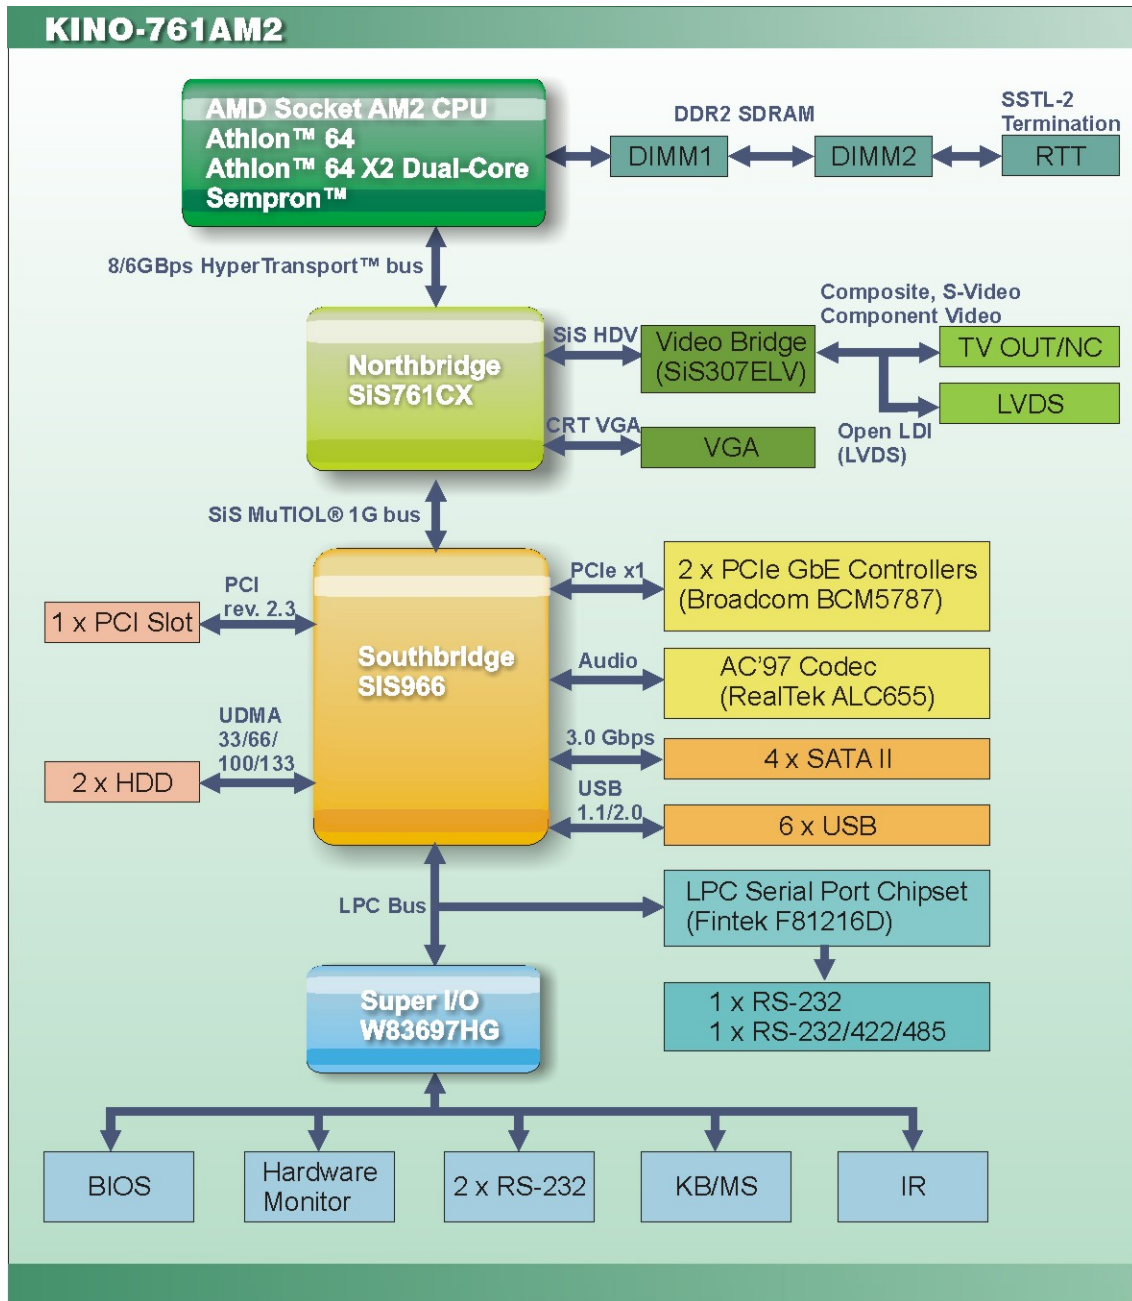 KINO-761AM2
AMD Socket AM2 CPU
Athlon™ 64
Athlon™ 64 X2 Dual-Core
Sempron™
DDR2 SDRAM
SSTL-2
Termination
DIMM1
DIMM2
RTT
8/6GBps HyperTransport™ bus
Northbridge
SiS761CX
SiS HDV
Video Bridge
(SiS307ELV)
Composite, S-Video
Component Video
TV OUT/NC
LVDS
Open LDI
(LVDS)
CRT VGA
VGA
SiS MuTIOL® 1G bus
Southbridge
SIS966
PCI
rev. 2.3
1 x PCI Slot
UDMA
33/66/
100/133
2 x HDD
PCIe x1
2 x PCIe GbE Controllers
(Broadcom BCM5787)
Audio
AC'97 Codec
(RealTek ALC655)
3.0 Gbps
4 x SATA II
USB
1.1/2.0
6 x USB
LPC Bus
LPC Serial Port Chipset
(Fintek F81216D)
1 x RS-232
1 x RS-232/422/485
Super I/O
W83697HG
BIOS
Hardware
Monitor
2 x RS-232
KB/MS
IR